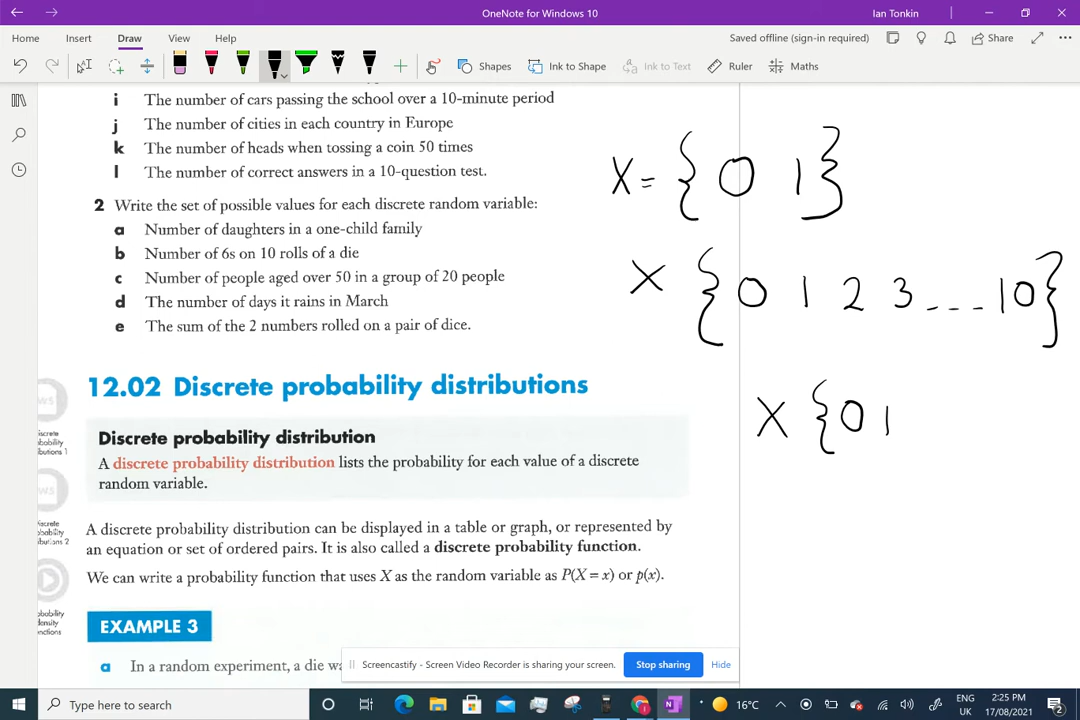 OneNote for Windows 10
Ian Tonkin
Home Insert Draw View Help
Saved offline (sign-in required)
Share
Shapes
Ink to Shape
Ink to Text
Ruler
Maths
i The number of cars passing the school over a 10-minute period
j The number of cities in each country in Europe
k The number of heads when tossing a coin 50 times
l The number of correct answers in a 10-question test.
X = { 0 1 }
2 Write the set of possible values for each discrete random variable:
a Number of daughters in a one-child family
b Number of 6s on 10 rolls of a die
c Number of people aged over 50 in a group of 20 people
d The number of days it rains in March
e The sum of the 2 numbers rolled on a pair of dice.
X { 0 1 2 3 ... 10 }
12.02 Discrete probability distributions
X { 0 1
Discrete probability distribution
A discrete probability distribution lists the probability for each value of a discrete
random variable.
A discrete probability distribution can be displayed in a table or graph, or represented by
an equation or set of ordered pairs. It is also called a discrete probability function.
We can write a probability function that uses X as the random variable as P(X = x) or p(x).
EXAMPLE 3
a In a random experiment, a die
Screencastify - Screen Video Recorder is sharing your screen.
Stop sharing
Hide
Type here to search
16°C
ENG
UK
2:25 PM
17/08/2021
2